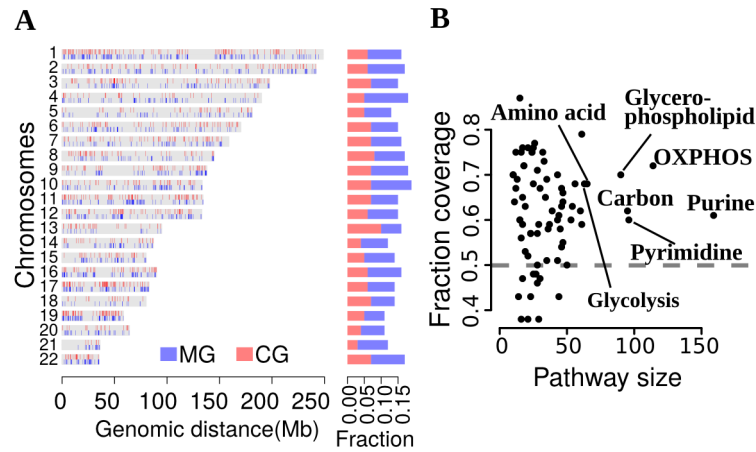 A
1
2
3
4
5
6
7
8
9
10
11
12
13
14
15
16
17
18
19
20
21
22
Chromosomes
MG CG
0 50 100 150 200 250
Genomic distance(Mb)
0.00
0.05
0.10
0.15
Fraction
B
Glycero-
phospholipid
Amino acid
OXPHOS
Carbon
Purine
Pyrimidine
Glycolysis
0.8
0.7
0.6
0.5
0.4
Fraction coverage
0 50 100 150
Pathway size